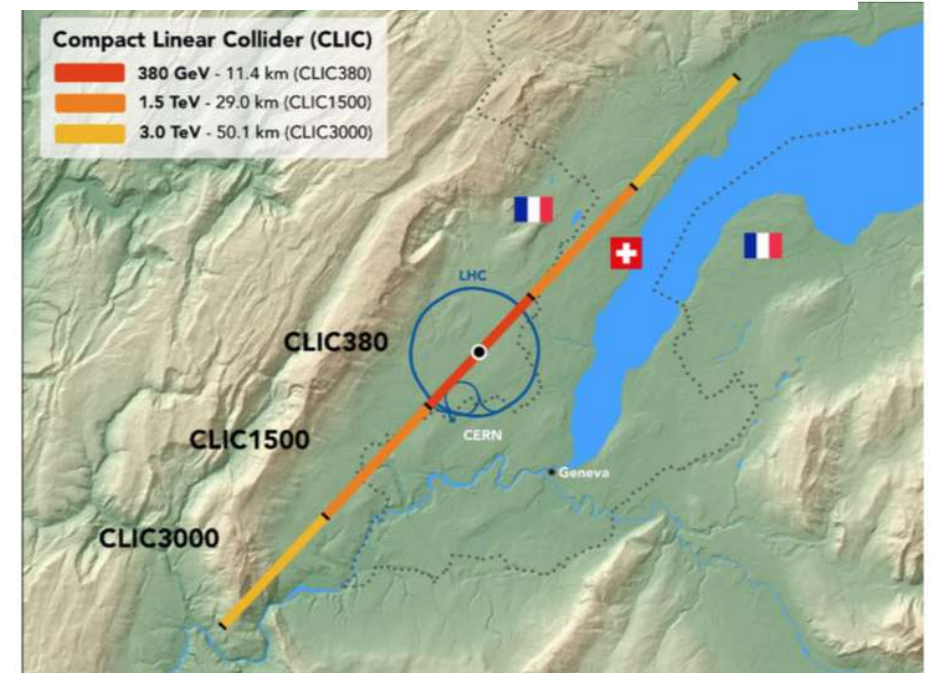 Compact Linear Collider (CLIC)
380 GeV - 11.4 km (CLIC380)
1.5 TeV - 29.0 km (CLIC1500)
3.0 TeV - 50.1 km (CLIC3000)
LHC
CLIC380
CLIC1500
CERN
Geneva
CLIC3000